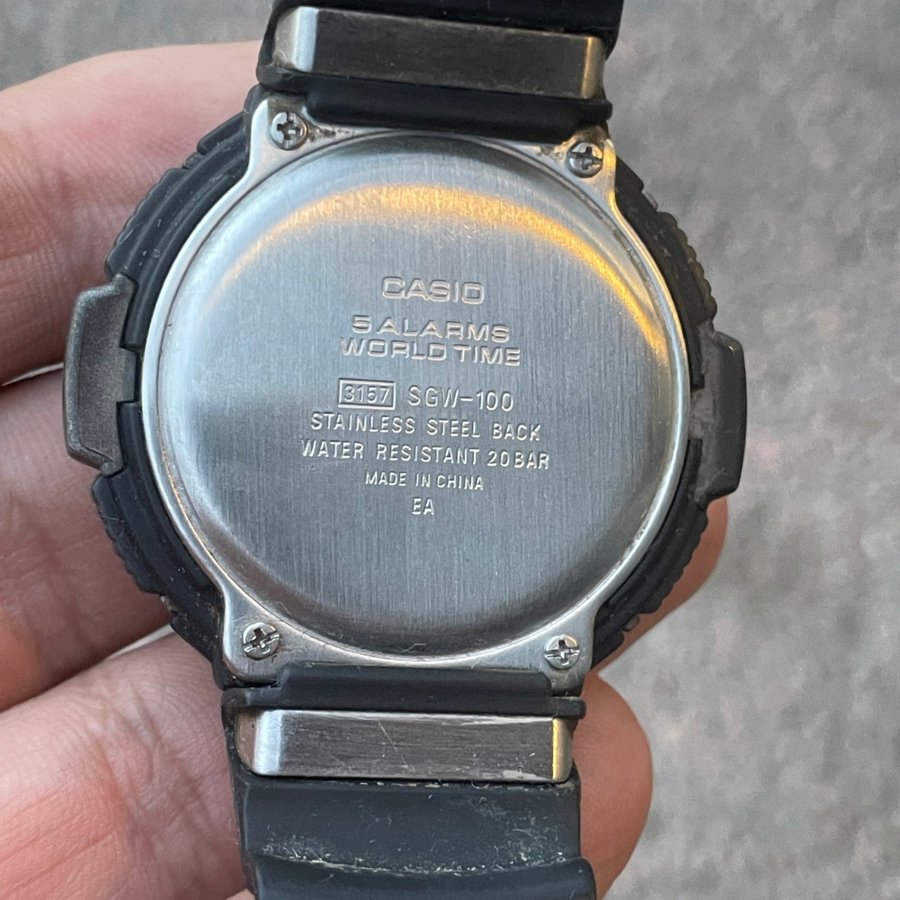 CASIO
5 ALARMS
WORLD TIME
3157 SGW-100
STAINLESS STEEL BACK
WATER RESISTANT 20BAR
MADE IN CHINA
EA